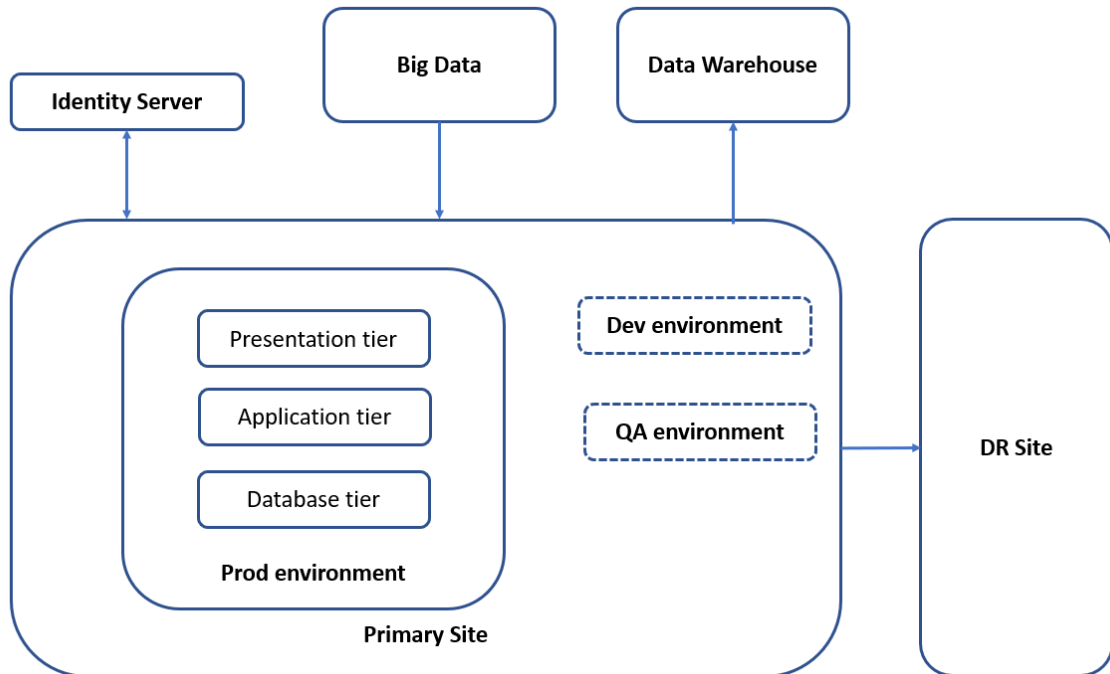 Big Data
Data Warehouse
Identity Server
Presentation tier
Dev environment
Application tier
QA environment
DR Site
Database tier
Prod environment
Primary Site